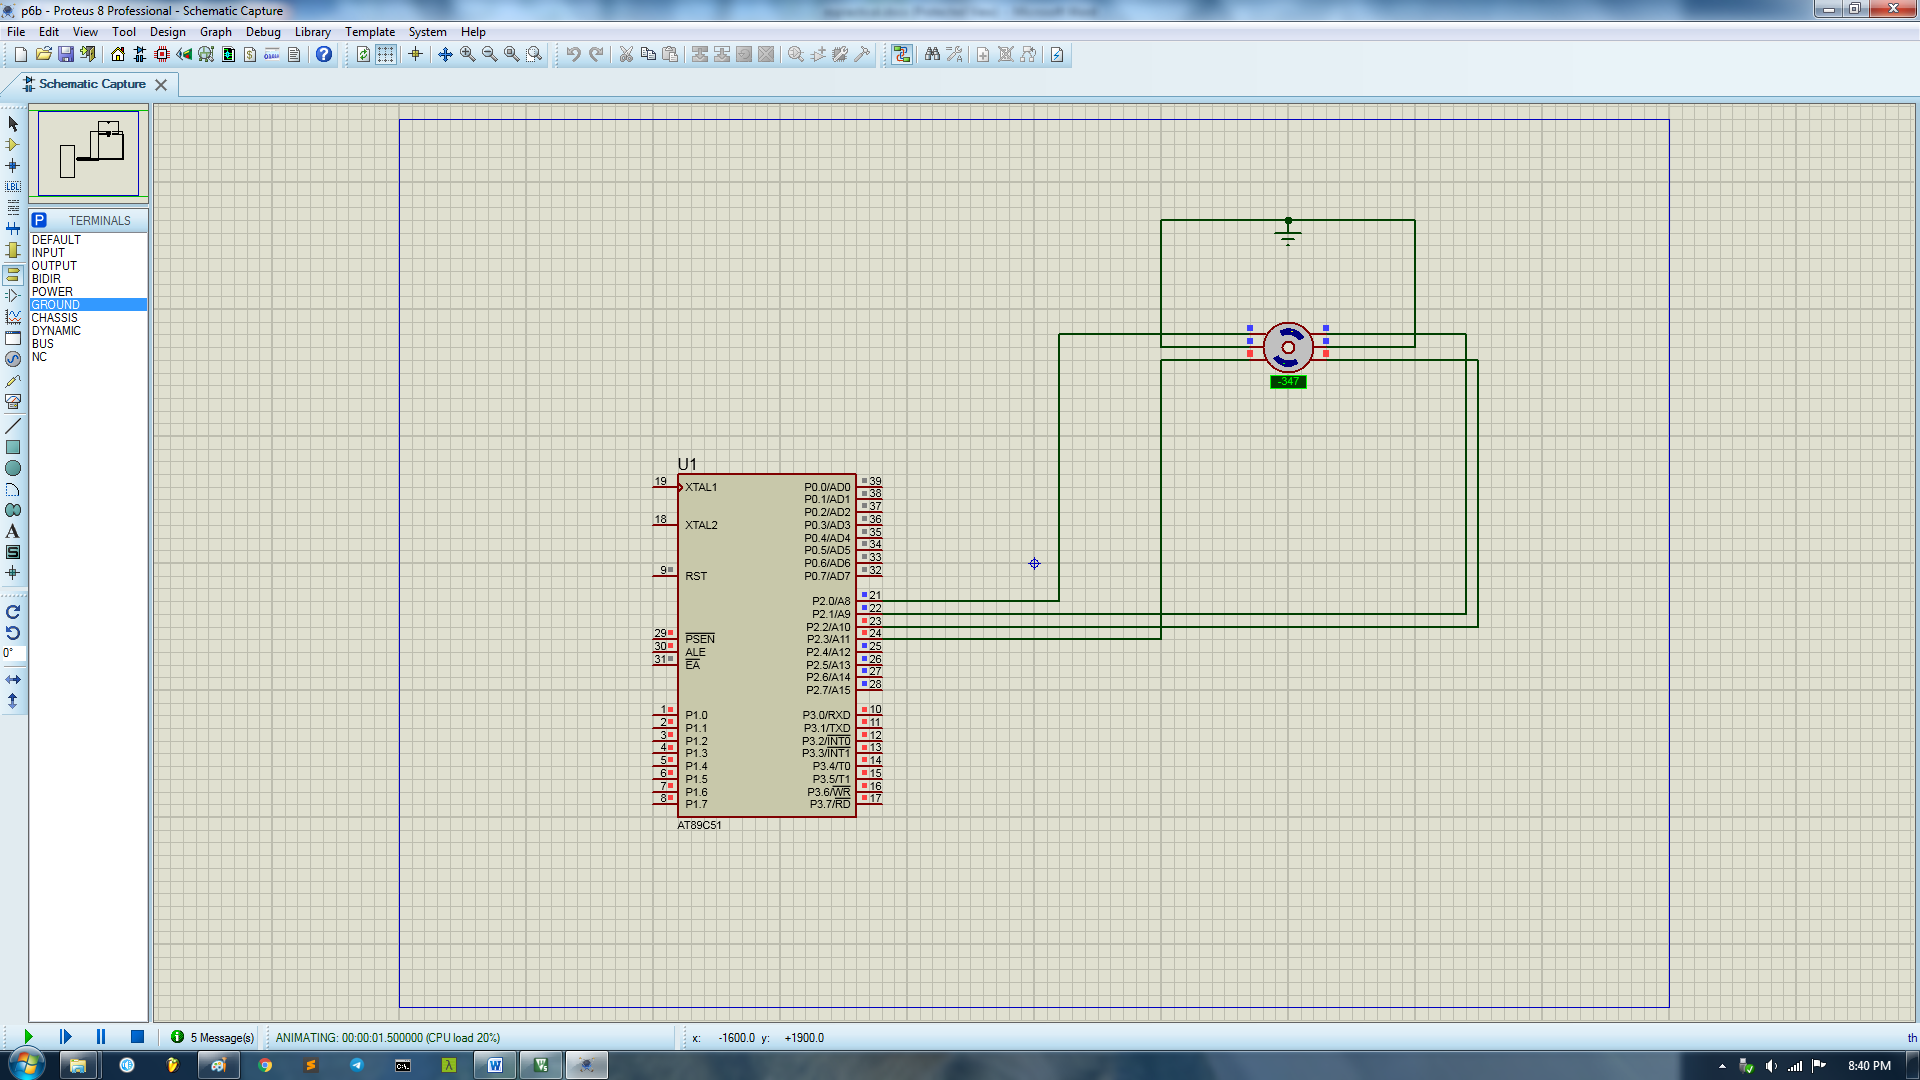 p6b - Proteus 8 Professional - Schematic Capture
File Edit View Tool Design Graph Debug Library Template System Help
Schematic Capture
P TERMINALS
DEFAULT
INPUT
OUTPUT
BIDIR
POWER
GROUND
CHASSIS
DYNAMIC
BUS
NC
LBL
A
S
0°
-347
U1
19 XTAL1
18 XTAL2
9 RST
29 PSEN
30 ALE
31 EA
1 P1.0
2 P1.1
3 P1.2
4 P1.3
5 P1.4
6 P1.5
7 P1.6
8 P1.7
P0.0/AD0 39
P0.1/AD1 38
P0.2/AD2 37
P0.3/AD3 36
P0.4/AD4 35
P0.5/AD5 34
P0.6/AD6 33
P0.7/AD7 32
P2.0/A8 21
P2.1/A9 22
P2.2/A10 23
P2.3/A11 24
P2.4/A12 25
P2.5/A13 26
P2.6/A14 27
P2.7/A15 28
P3.0/RXD 10
P3.1/TXD 11
P3.2/INT0 12
P3.3/INT1 13
P3.4/T0 14
P3.5/T1 15
P3.6/WR 16
P3.7/RD 17
AT89C51
5 Message(s) ANIMATING: 00:00:01.500000 (CPU load 20%) x: -1600.0 y: +1900.0 th
8:40 PM